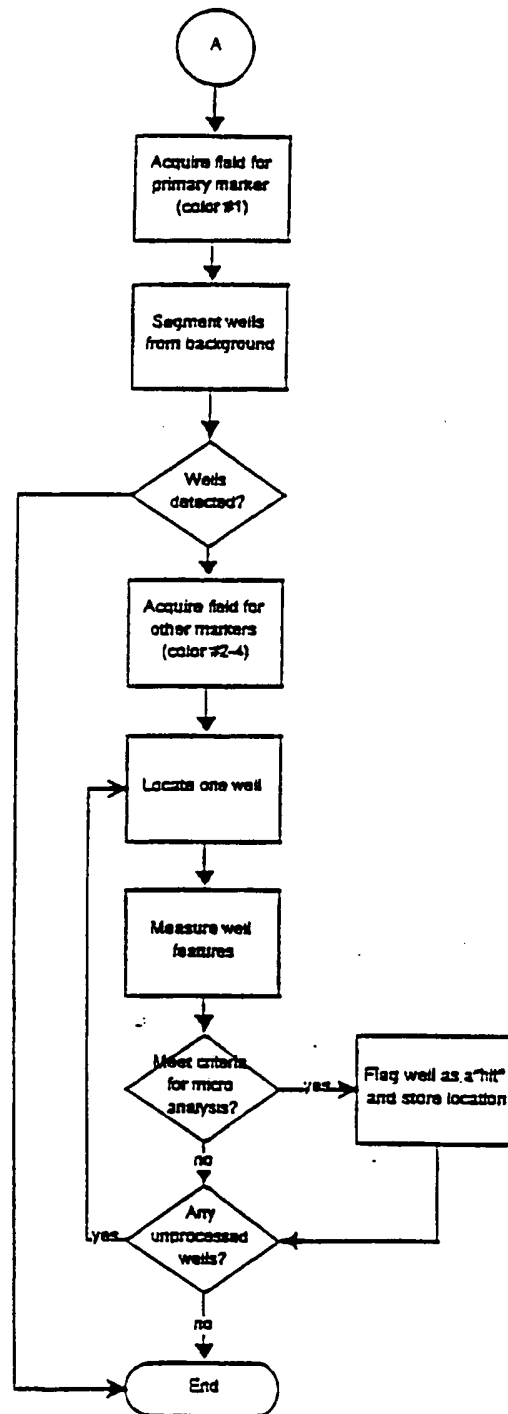 A
Acquire field for
primary marker
(color #1)
Segment wells
from background
Wells
detected?
Acquire field for
other markers
(color #2-4)
Locate one well
Measure well
features
Meet criteria
for micro
analysis?
yes
Flag well as a "hit"
and store location
no
Any
unprocessed
wells?
yes
no
End